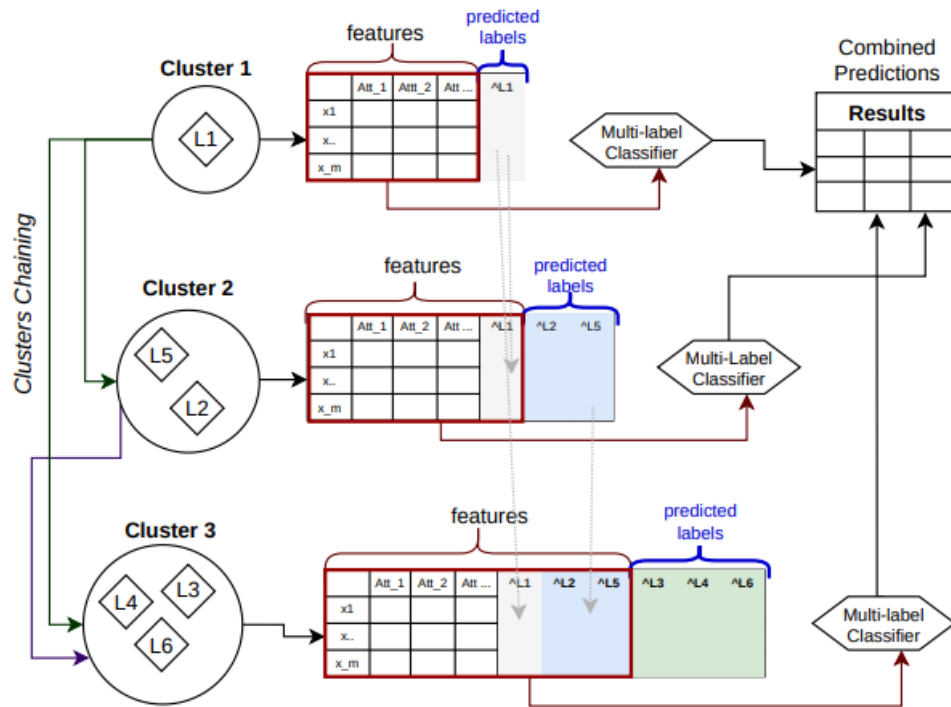 features
predicted
labels
Combined
Predictions
Cluster 1
Att_1 Attt_2 Att ... ^L1
Results
L1
x1
x..
x_m
Multi-label
Classifier
Clusters Chaining
features
predicted
labels
Cluster 2
Att_1 Att_2 Att ... ^L1 ^L2 ^L5
L5
x1
x..
x_m
L2
Multi-Label
Classifier
features
predicted
labels
Cluster 3
Att_1 Att_2 Att ... ^L1 ^L2 ^L5 ^L3 ^L4 ^L6
L4
L3
L6
x1
x..
x_m
Multi-label
Classifier